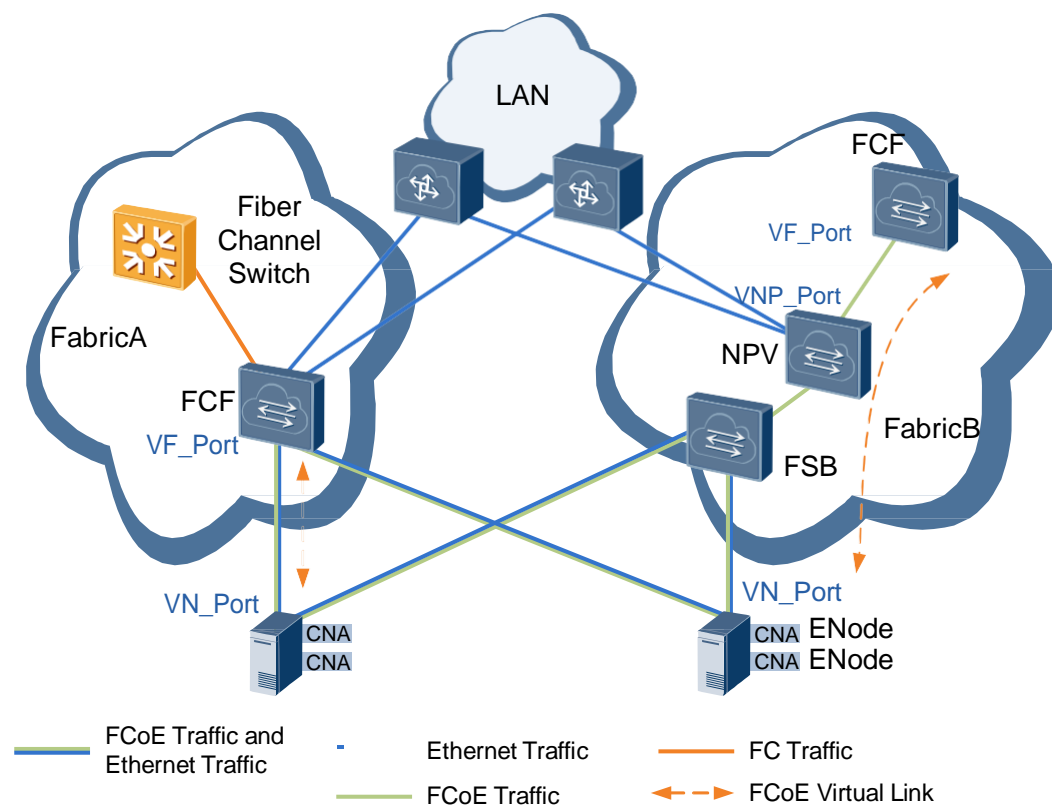 LAN
FCF
Fiber
Channel
Switch
VF_Port
VNP_Port
FabricA
NPV
FCF
VF_Port
FabricB
FSB
VN_Port
VN_Port
CNA
CNA
CNA
ENode
CNA
ENode
FCoE Traffic and
Ethernet Traffic
Ethernet Traffic
FC Traffic
FCoE Traffic
FCoE Virtual Link